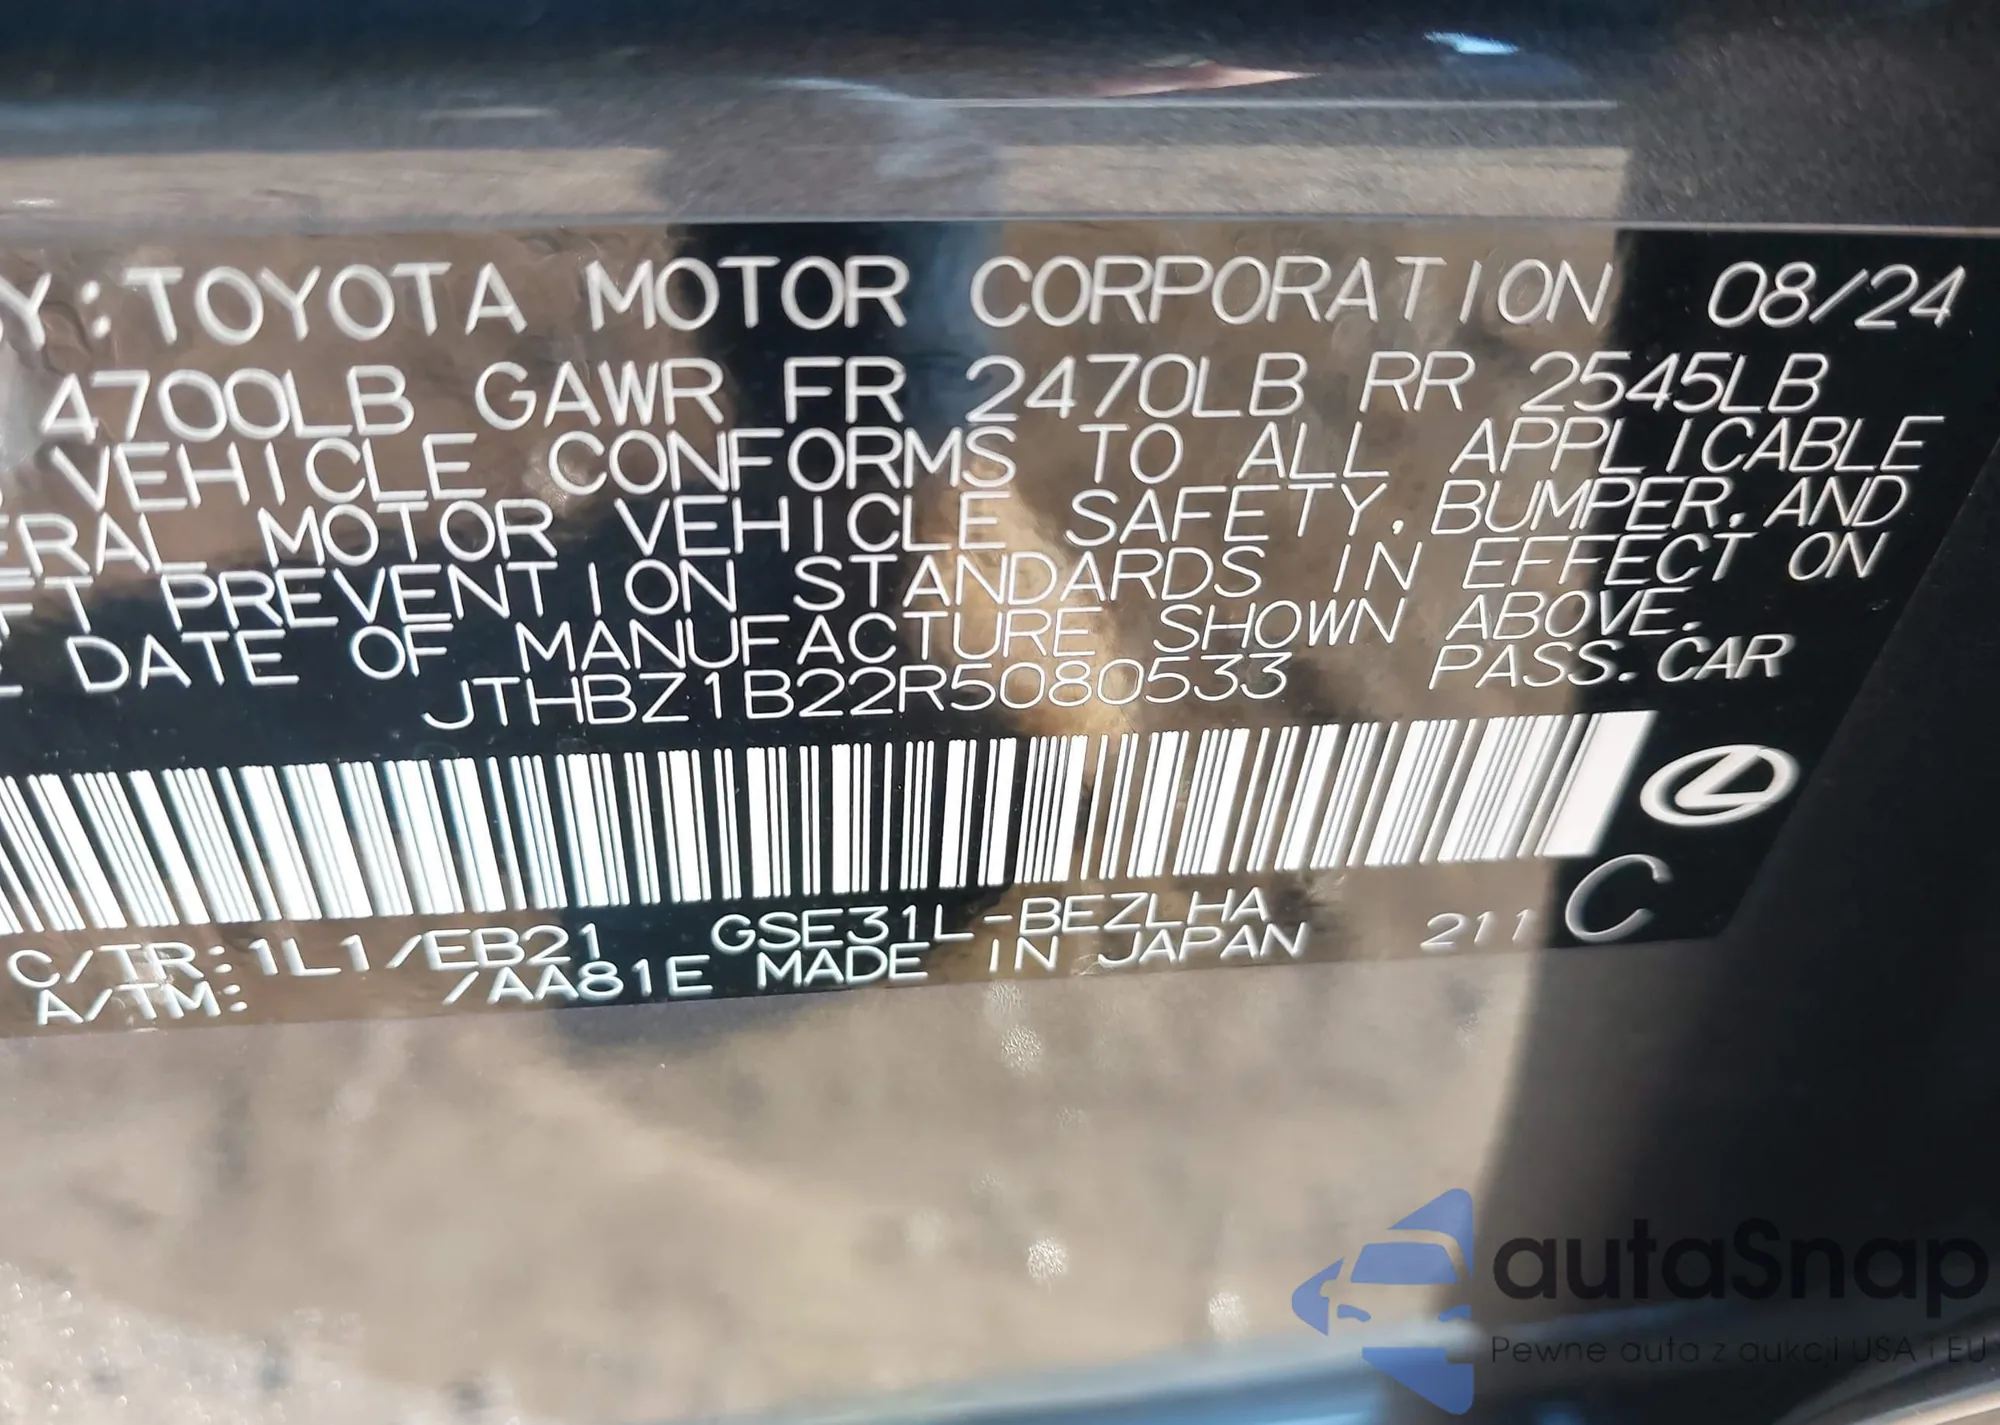 BY:TOYOTA MOTOR CORPORATION 08/24
4700LB GAWR FR 2470LB RR 2545LB
VEHICLE CONFORMS TO ALL APPLICABLE
ERAL MOTOR VEHICLE SAFETY, BUMPER, AND
FT PREVENTION STANDARDS IN EFFECT ON
E DATE OF MANUFACTURE SHOWN ABOVE.
JTHBZ1B22R5080533 PASS.CAR
C/TR:1L1/EB21 GSE31L-BEZLHA 211 C
A/TM: /AA81E MADE IN JAPAN
autaSnap
Pewne auta z aukcji USA i EU